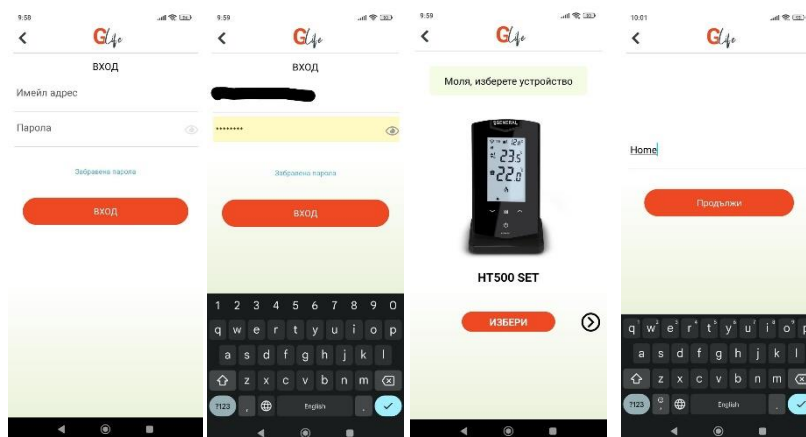 9:58
Glife
ВХОД
Имейл адрес
Парола
Забравена парола
ВХОД
9:59
Glife
ВХОД
••••••••
Забравена парола
ВХОД
1 2 3 4 5 6 7 8 9 0
q w e r t y u i o p
a s d f g h j k l
z x c v b n m
?123 , English .
9:59
Glife
Моля, изберете устройство
GENERAL
23.5
22.0
HT500 SET
ИЗБЕРИ
10:01
Glife
Home
Продължи
q w e r t y u i o p
a s d f g h j k l
z x c v b n m
?123 , English .